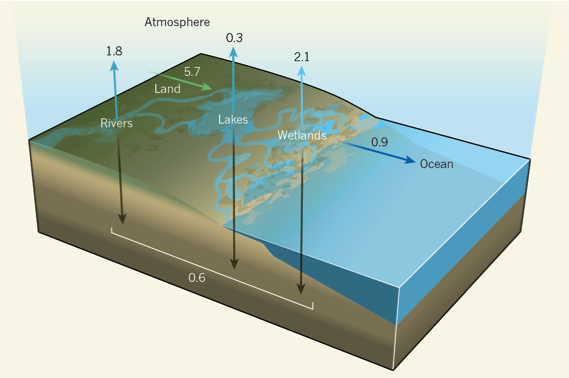 Atmosphere
0.3
1.8
2.1
5.7
Land
Rivers
Lakes
Wetlands
0.9
Ocean
0.6